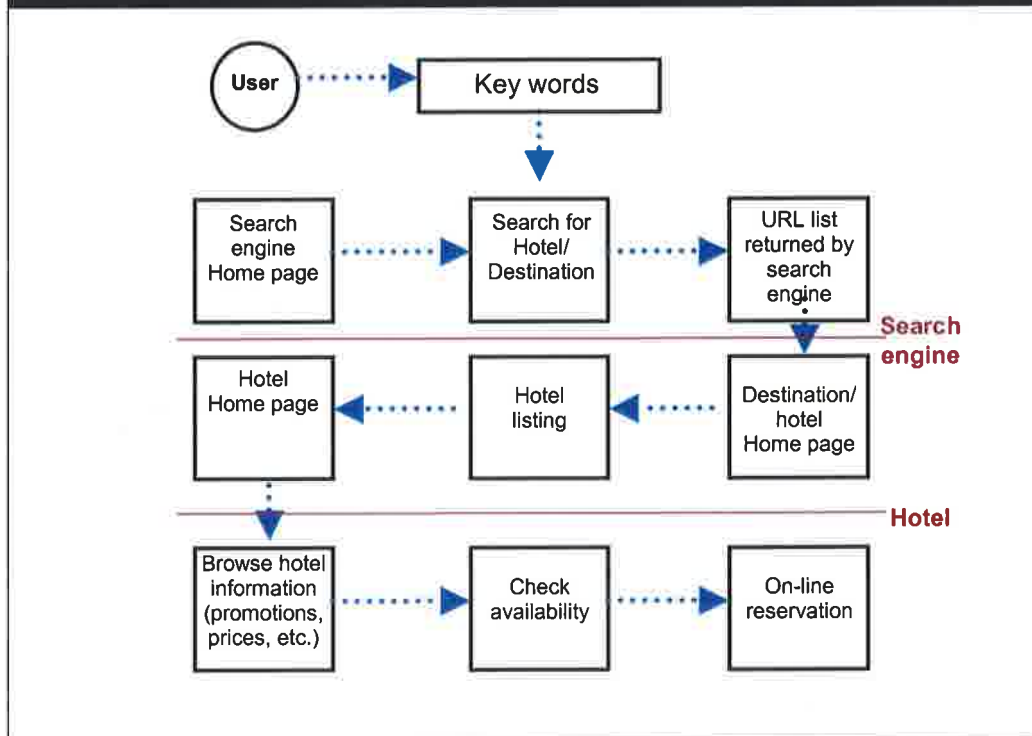 User
Key words
Search
engine
Home page
Search for
Hotel/
Destination
URL list
returned by
search
engine
Search
engine
Hotel
Home page
Hotel
listing
Destination/
hotel
Home page
Hotel
Browse hotel
information
(promotions,
prices, etc.)
Check
availability
On-line
reservation